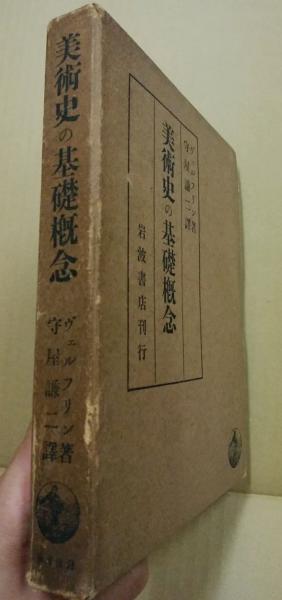 美術史の基礎概念
ヴェルフリン著
守屋謙二譯
美術史の基礎概念
ヴェルフリン著
守屋謙二譯
岩波書店刊行